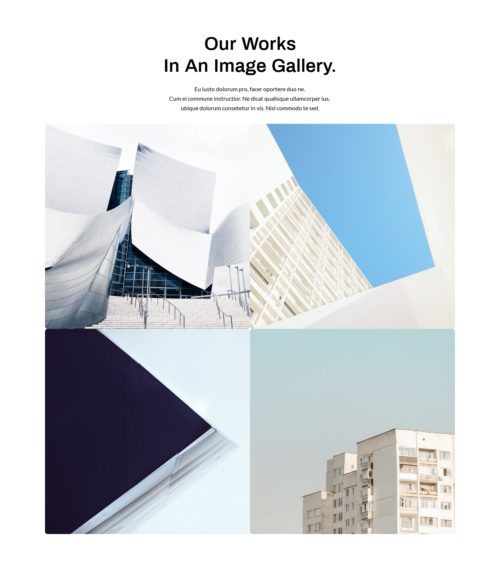 Our Works
In An Image Gallery.
Eu iusto dolorum pro, facer oportere duo ne.
Cum ei commune instructior. Ne dicat qualisque ullamcorper ius,
ubique dolorum consetetur in vis. Nisl commodo te sed.